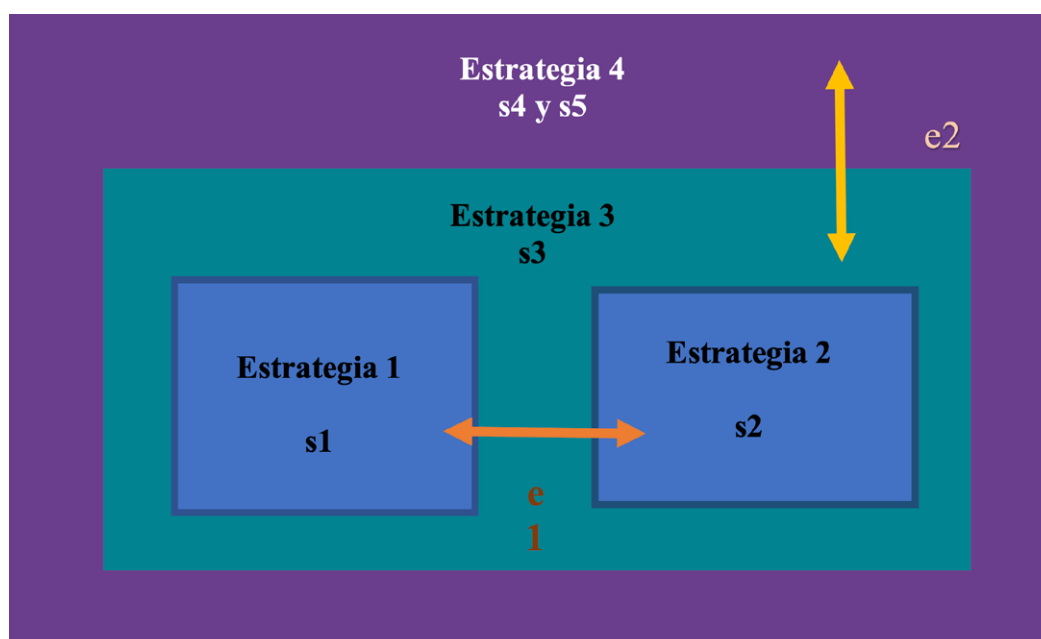 Estrategia 4
s4 y s5
e2
Estrategia 3
s3
Estrategia 1
s1
Estrategia 2
s2
e
1